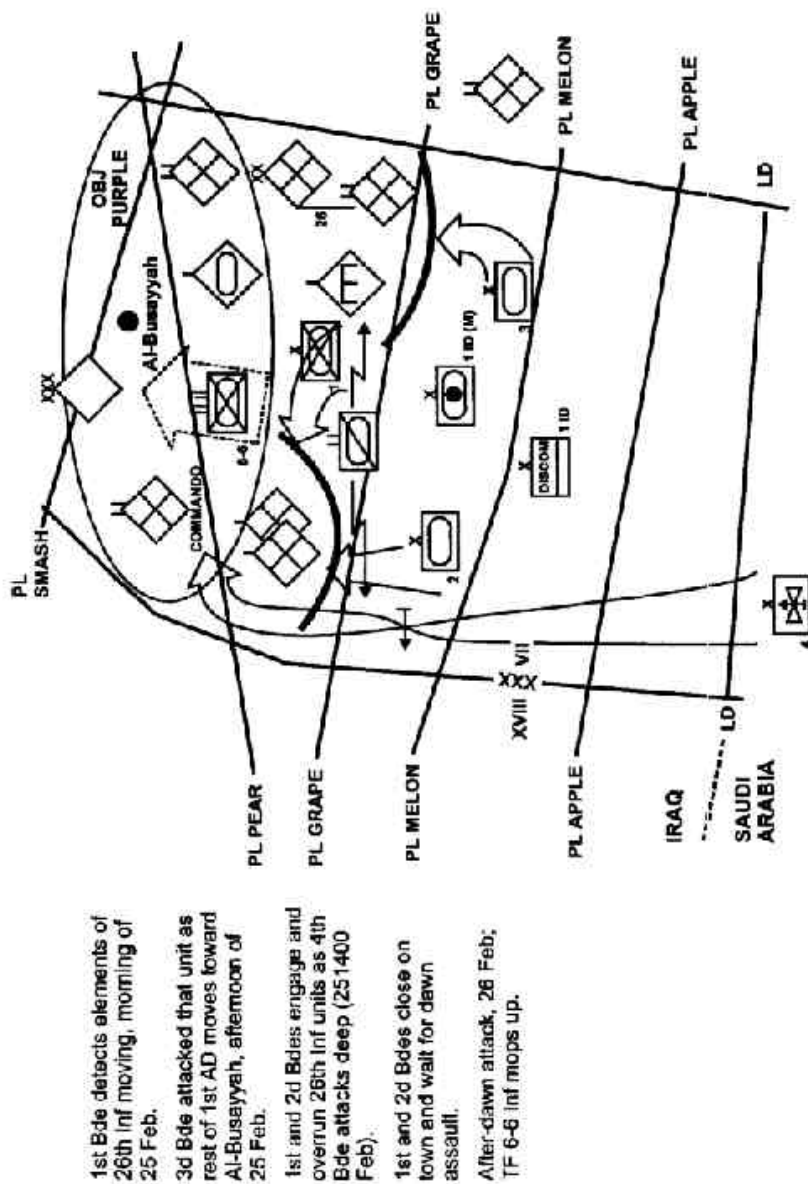 1st Bde detects elements of
26th Inf moving, morning of
25 Feb.
3d Bde attacked that unit as
rest of 1st AD moves toward
Al-Busayyah, afternoon of
25 Feb.
1st and 2d Bdes engage and
overrun 26th Inf units as 4th
Bde attacks deep (251400
Feb).
1st and 2d Bdes close on
town and wait for dawn
assault.
After-dawn attack, 26 Feb;
TF 6-6 Inf mops up.
PL
SMASH
XXX
OBJ
PURPLE
Al-Busayyah
COMMANDO
6-6
XX
26
PL PEAR
PL GRAPE
PL GRAPE
X
X
2
X
1 IID (M)
X
3
PL MELON
PL MELON
X
DISCOM
1 ID
XVIII
XXX
VII
PL APPLE
PL APPLE
LD
LD
IRAQ
SAUDI
ARABIA
X
4